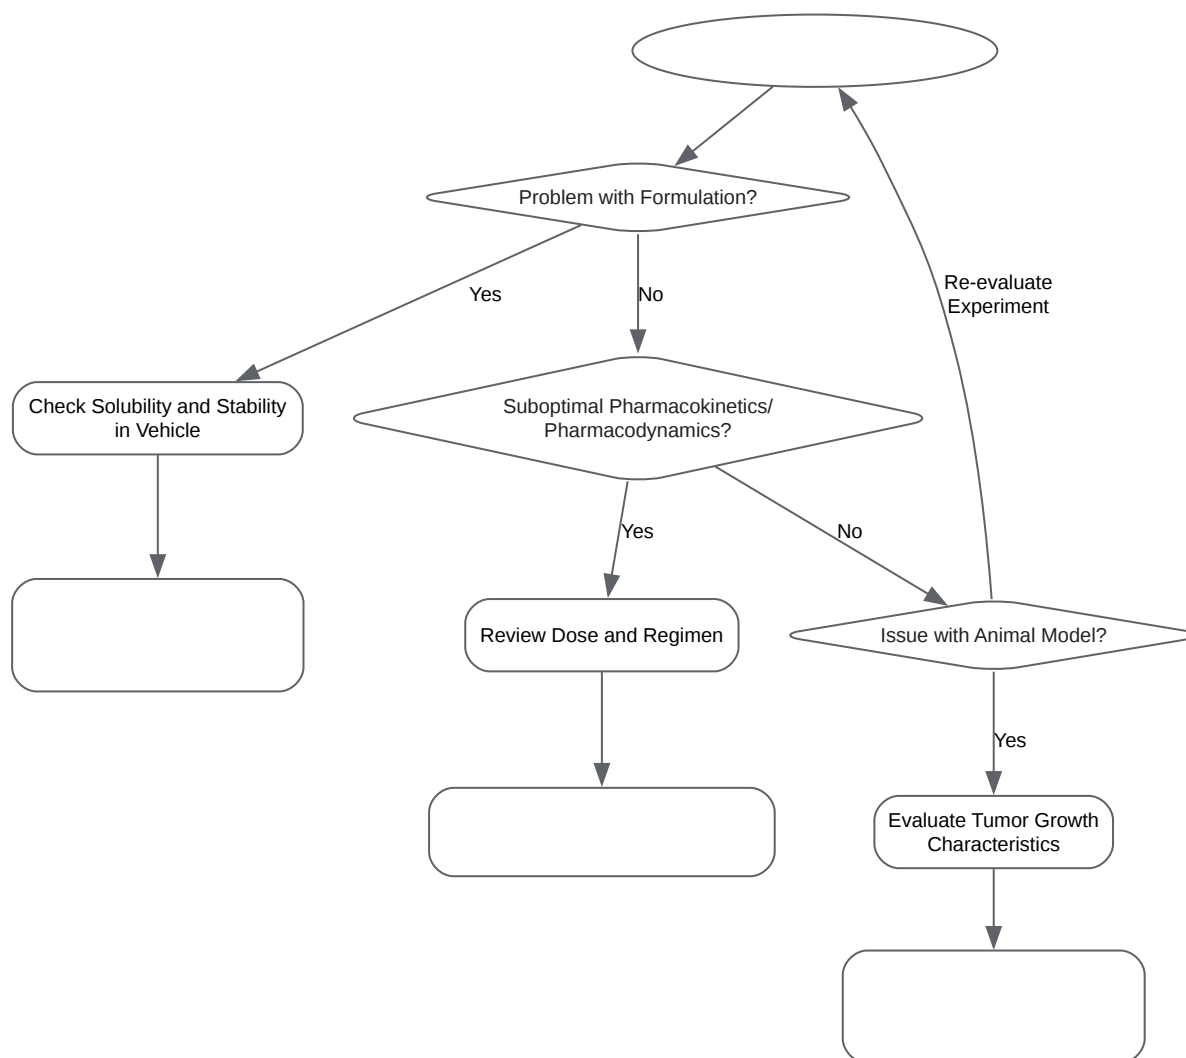 Problem with Formulation?
Re-evaluate
Experiment
Yes
No
Check Solubility and Stability
in Vehicle
Suboptimal Pharmacokinetics/
Pharmacodynamics?
Yes
No
Review Dose and Regimen
Issue with Animal Model?
Yes
Evaluate Tumor Growth
Characteristics